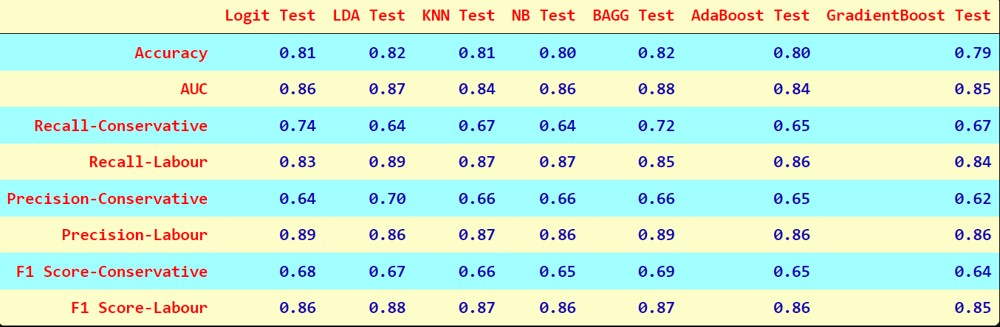 Logit Test LDA Test KNN Test NB Test BAGG Test AdaBoost Test GradientBoost Test
Accuracy 0.81 0.82 0.81 0.80 0.82 0.80 0.79
AUC 0.86 0.87 0.84 0.86 0.88 0.84 0.85
Recall-Conservative 0.74 0.64 0.67 0.64 0.72 0.65 0.67
Recall-Labour 0.83 0.89 0.87 0.87 0.85 0.86 0.84
Precision-Conservative 0.64 0.70 0.66 0.66 0.66 0.65 0.62
Precision-Labour 0.89 0.86 0.87 0.86 0.89 0.86 0.86
F1 Score-Conservative 0.68 0.67 0.66 0.65 0.69 0.65 0.64
F1 Score-Labour 0.86 0.88 0.87 0.86 0.87 0.86 0.85